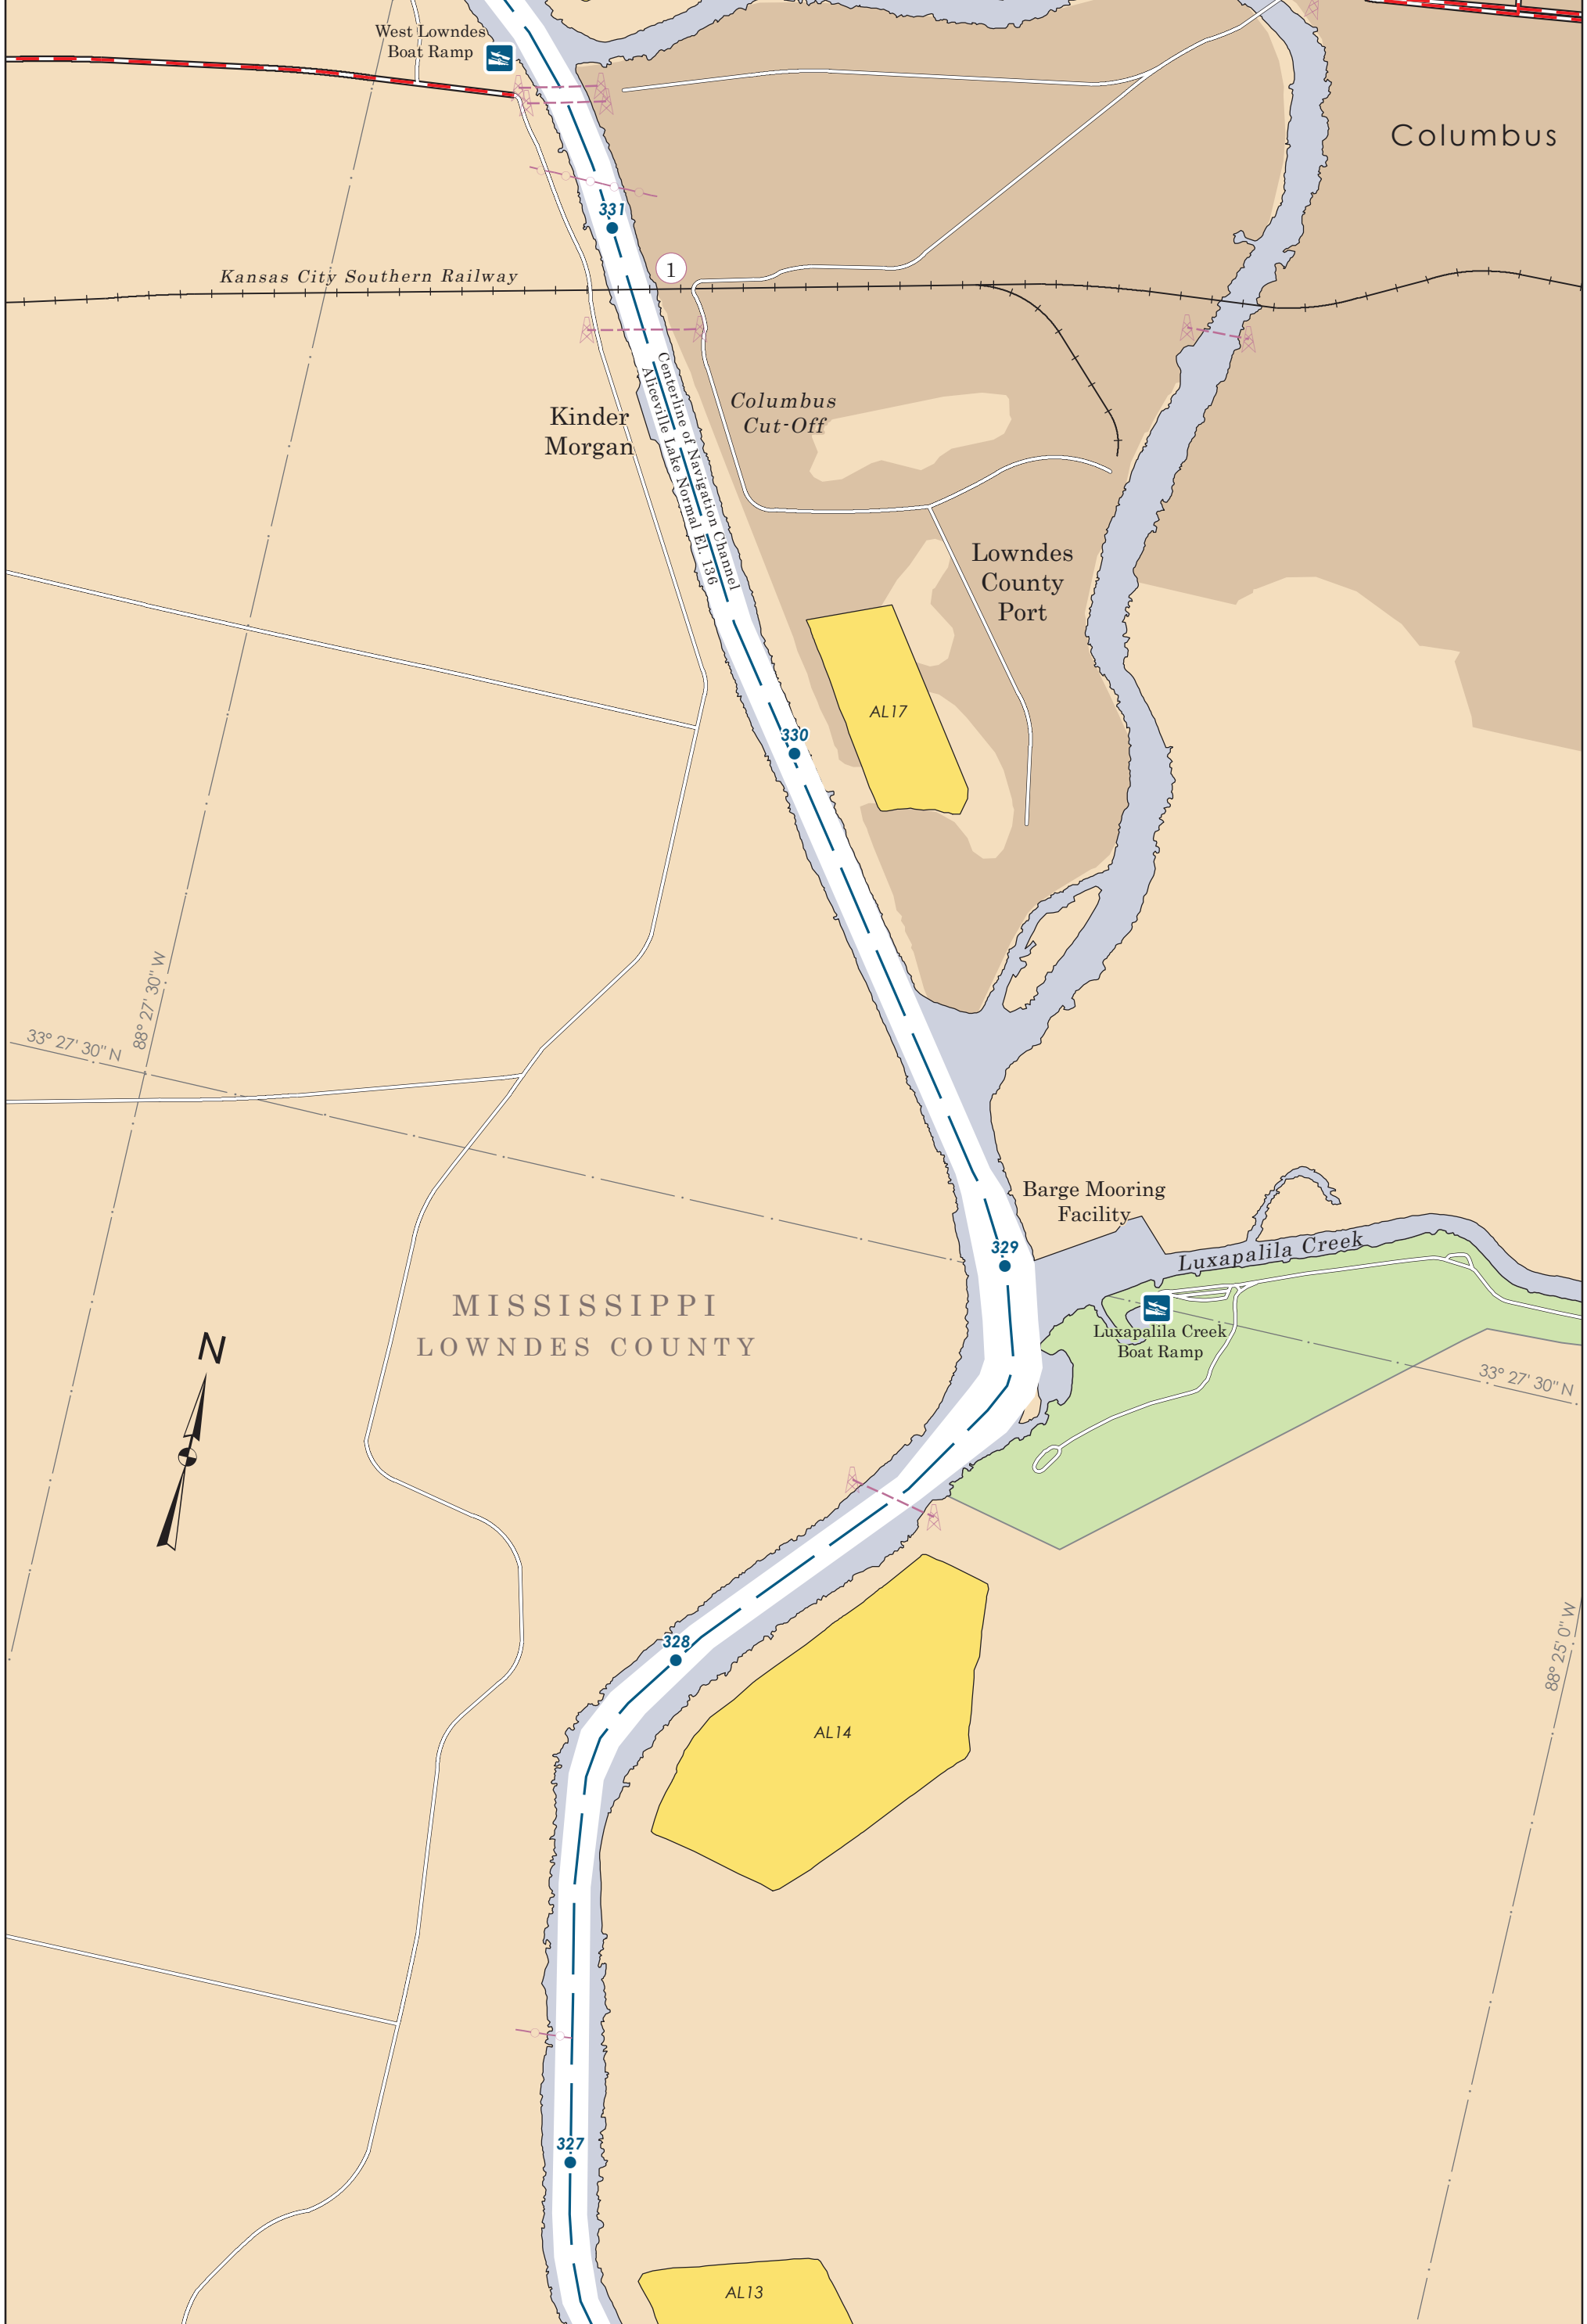 West Lowndes
Boat Ramp
Columbus
331
1
Kansas City Southern Railway
Centerline of Navigation Channel
Aliceville Lake Normal El. 136
Columbus
Cut-Off
Kinder
Morgan
Lowndes
County
Port
AL17
330
88° 27' 30" W
33° 27' 30" N
Barge Mooring
Facility
329
Luxapalila Creek
MISSISSIPPI
LOWNDES COUNTY
Luxapalila Creek
Boat Ramp
N
33° 27' 30" N
328
88° 25' 0" W
AL14
327
AL13